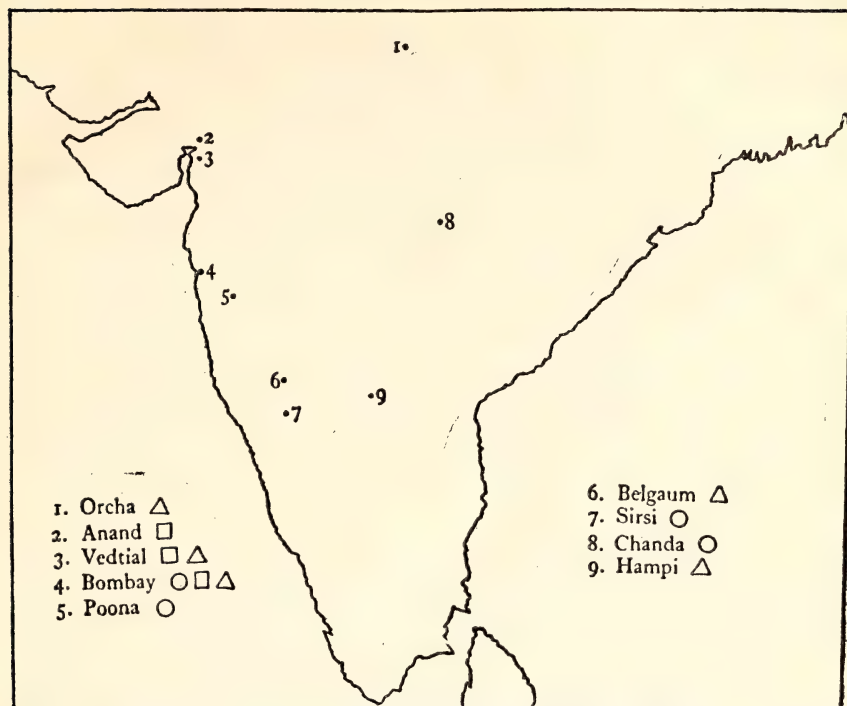 1
2
3
8
4
5
6
9
7
1. Orcha △
2. Anand □
3. Vedtial □ △
4. Bombay ○ □ △
5. Poona ○
6. Belgaum △
7. Sirsi ○
8. Chanda ○
9. Hampi △